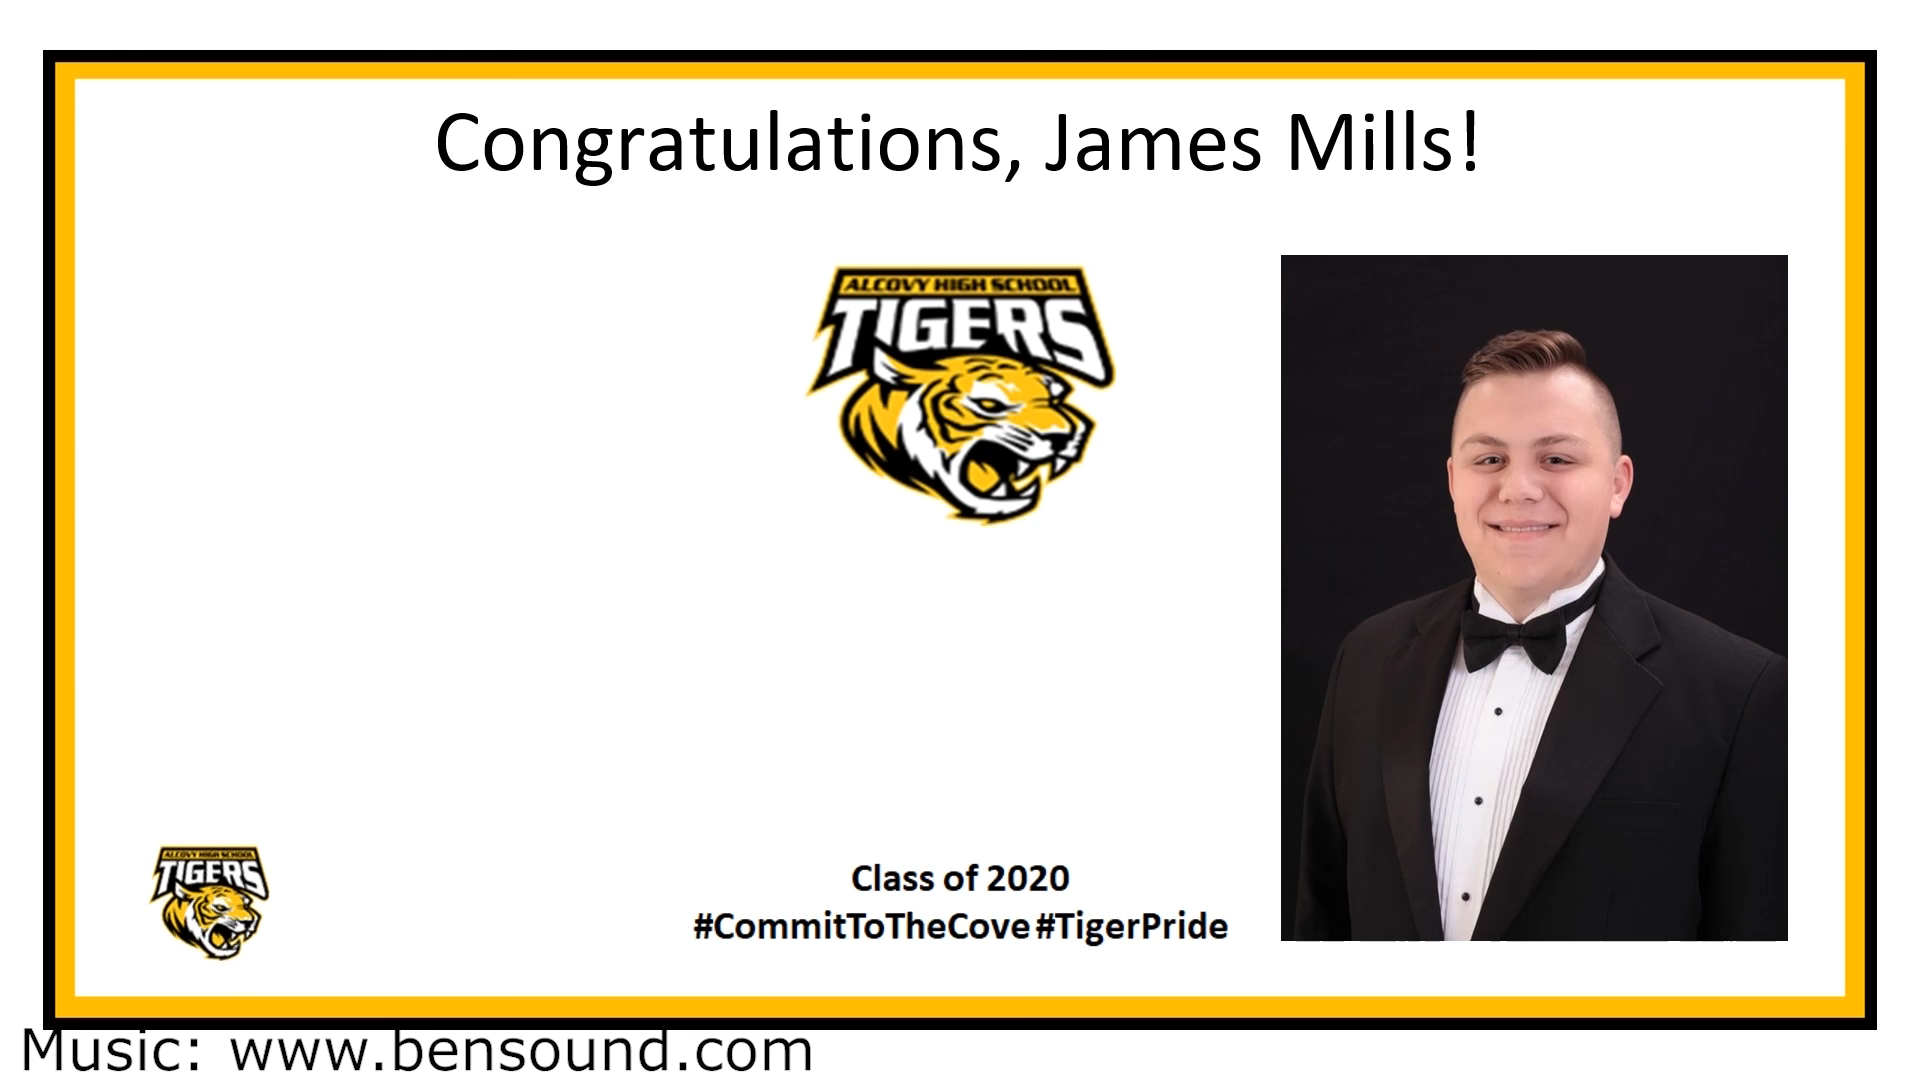 Congratulations, James Mills!
ALCOVY HIGH SCHOOL
TIGERS
ALCOVY HIGH SCHOOL
TIGERS
Class of 2020
#CommitToTheCove #TigerPride
Music: www.bensound.com